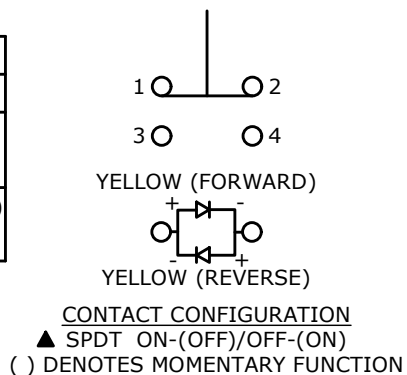 1 2
3 4
YELLOW (FORWARD)
+ -
- +
YELLOW (REVERSE)
CONTACT CONFIGURATION
▲ SPDT ON-(OFF)/OFF-(ON)
( ) DENOTES MOMENTARY FUNCTION